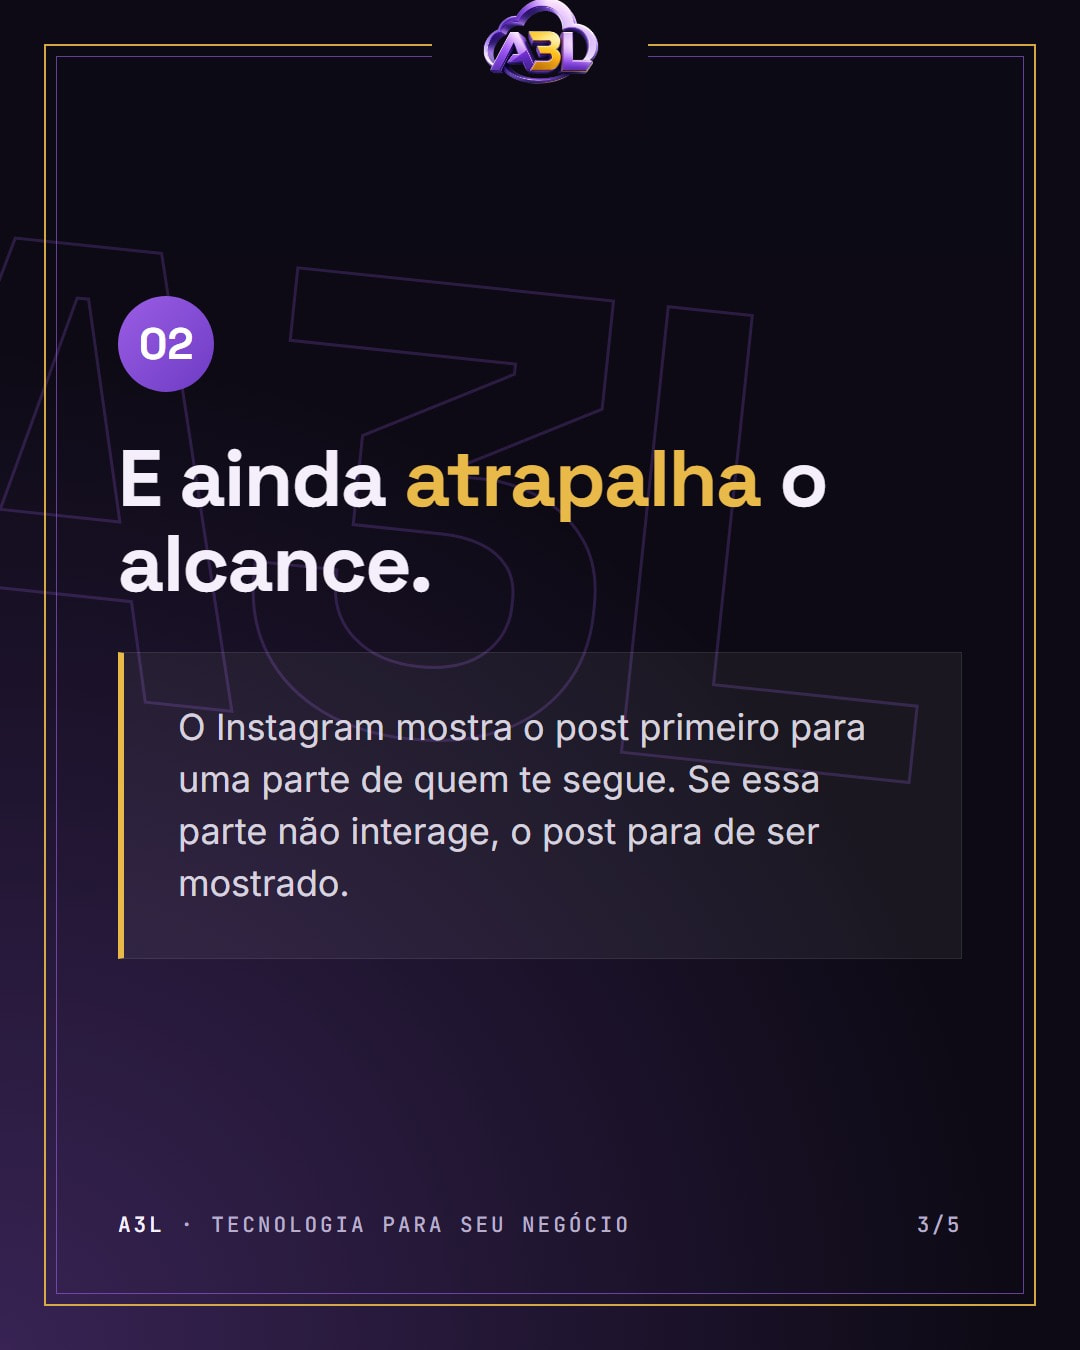 A3L
02
E ainda atrapalha o
alcance.
O Instagram mostra o post primeiro para
uma parte de quem te segue. Se essa
parte não interage, o post para de ser
mostrado.
A3L · TECNOLOGIA PARA SEU NEGÓCIO
3/5
A3L